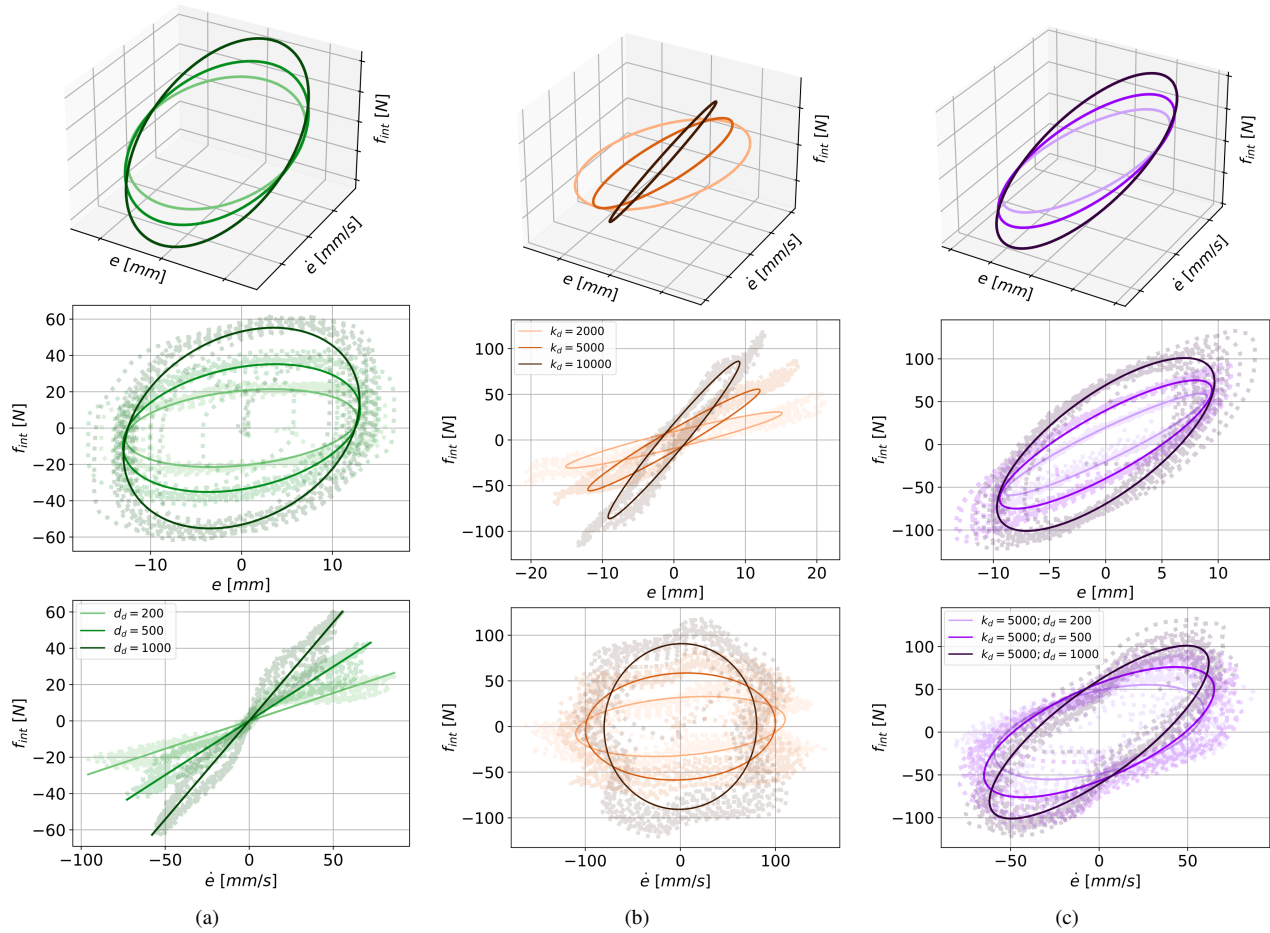 f_int [N]
e [mm]
ė [mm/s]
f_int [N]
e [mm]
ė [mm/s]
f_int [N]
e [mm]
ė [mm/s]
60
40
20
0
−20
−40
−60
f_int [N]
−10
0
10
e [mm]
k_d = 2000
k_d = 5000
k_d = 10000
100
50
0
−50
−100
f_int [N]
−20
−10
0
10
20
e [mm]
100
50
0
−50
−100
f_int [N]
−10
−5
0
5
10
e [mm]
d_d = 200
d_d = 500
d_d = 1000
60
40
20
0
−20
−40
−60
f_int [N]
−100
−50
0
50
ė [mm/s]
100
50
0
−50
−100
f_int [N]
−100
0
100
ė [mm/s]
k_d = 5000; d_d = 200
k_d = 5000; d_d = 500
k_d = 5000; d_d = 1000
100
50
0
−50
−100
f_int [N]
−50
0
50
ė [mm/s]
(a)
(b)
(c)